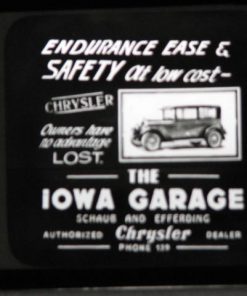 ENDURANCE EASE &
SAFETY at low cost-
CHRYSLER
Owners have
no advantage
LOST.
THE
IOWA GARAGE
SCHAUB AND EFFERDING
AUTHORIZED Chrysler DEALER
PHONE 139